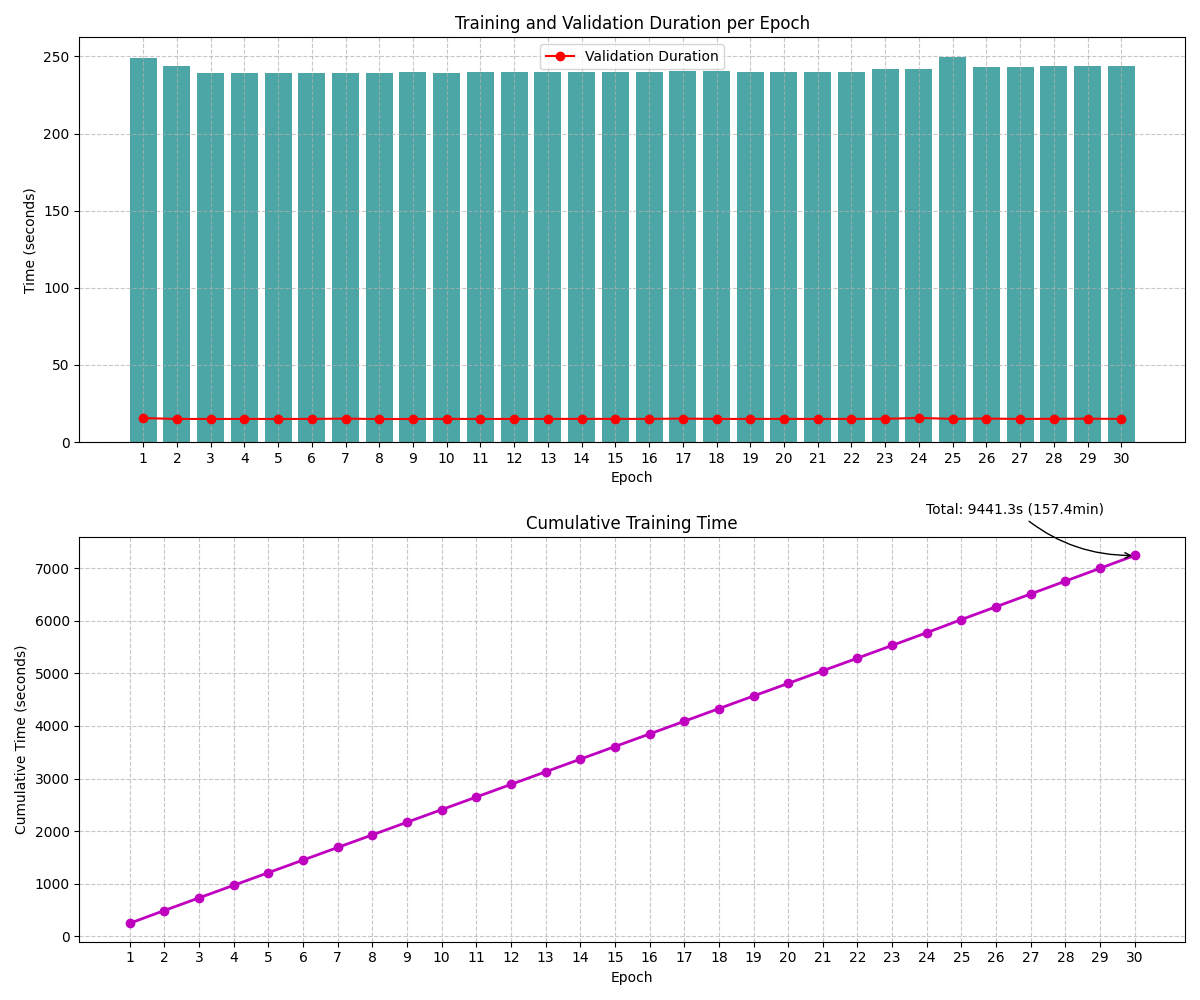 Training and Validation Duration per Epoch
Validation Duration
250
200
150
100
50
0
Time (seconds)
1 2 3 4 5 6 7 8 9 10 11 12 13 14 15 16 17 18 19 20 21 22 23 24 25 26 27 28 29 30
Epoch
Total: 9441.3s (157.4min)
Cumulative Training Time
7000
6000
5000
4000
3000
2000
1000
0
Cumulative Time (seconds)
1 2 3 4 5 6 7 8 9 10 11 12 13 14 15 16 17 18 19 20 21 22 23 24 25 26 27 28 29 30
Epoch